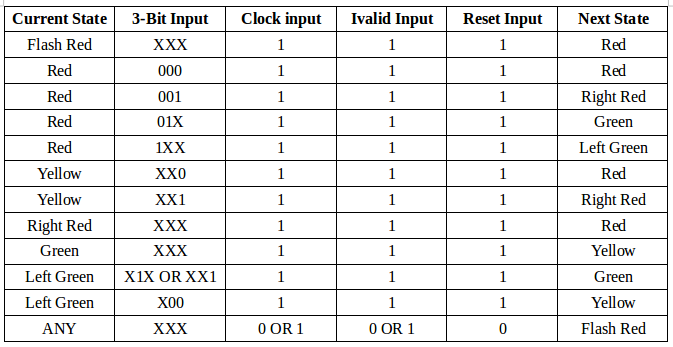 Current State 3-Bit Input Clock input Ivalid Input Reset Input Next State
Flash Red XXX 1 1 1 Red
Red 000 1 1 1 Red
Red 001 1 1 1 Right Red
Red 01X 1 1 1 Green
Red 1XX 1 1 1 Left Green
Yellow XX0 1 1 1 Red
Yellow XX1 1 1 1 Right Red
Right Red XXX 1 1 1 Red
Green XXX 1 1 1 Yellow
Left Green X1X OR XX1 1 1 1 Green
Left Green X00 1 1 1 Yellow
ANY XXX 0 OR 1 0 OR 1 0 Flash Red